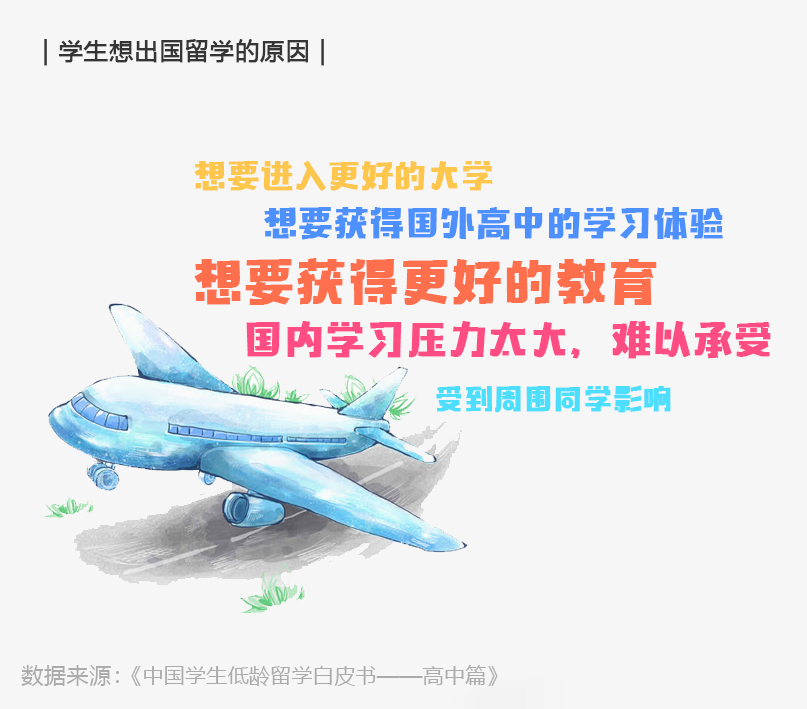 | 学生想出国留学的原因 |
想要进入更好的大学
想要获得国外高中的学习体验
想要获得更好的教育
国内学习压力太大，难以承受
受到周围同学影响
数据来源：《中国学生低龄留学白皮书——高中篇》